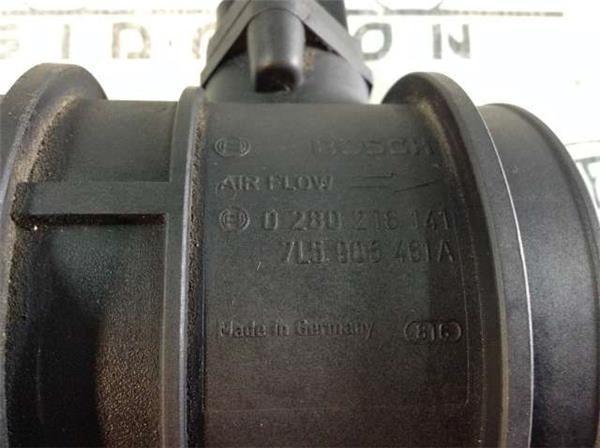 BOSCH
AIR FLOW
0 280 218 141
7L5 906 461A
Made in Germany